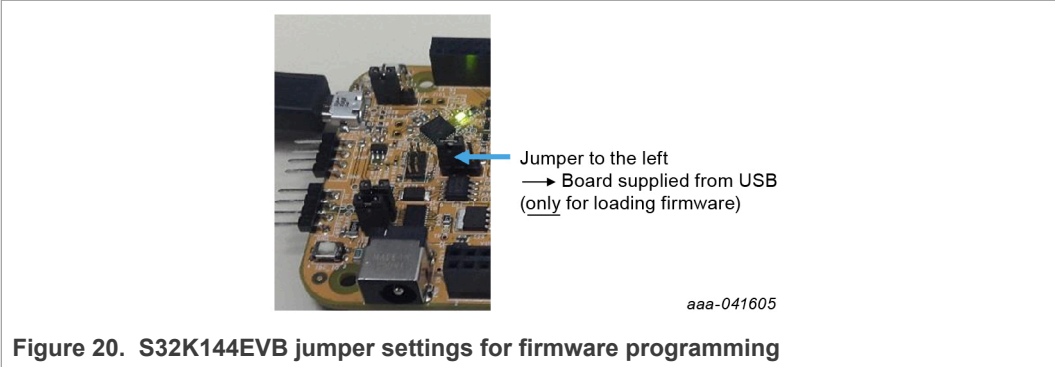 Jumper to the left
→ Board supplied from USB
(only for loading firmware)
aaa-041605
Figure 20. S32K144EVB jumper settings for firmware programming